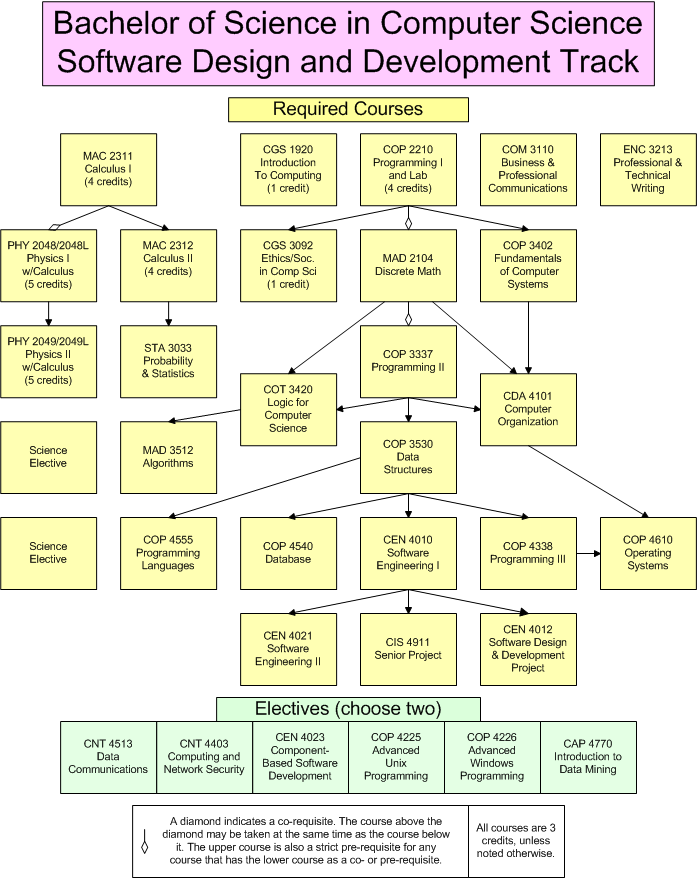 Bachelor of Science in Computer Science
Software Design and Development Track
Required Courses
MAC 2311
Calculus I
(4 credits)
CGS 1920
Introduction
To Computing
(1 credit)
COP 2210
Programming I
and Lab
(4 credits)
COM 3110
Business &
Professional
Communications
ENC 3213
Professional &
Technical
Writing
PHY 2048/2048L
Physics I
w/Calculus
(5 credits)
MAC 2312
Calculus II
(4 credits)
CGS 3092
Ethics/Soc.
in Comp Sci
(1 credit)
MAD 2104
Discrete Math
COP 3402
Fundamentals
of Computer
Systems
PHY 2049/2049L
Physics II
w/Calculus
(5 credits)
STA 3033
Probability
& Statistics
COP 3337
Programming II
COT 3420
Logic for
Computer
Science
CDA 4101
Computer
Organization
Science
Elective
MAD 3512
Algorithms
COP 3530
Data
Structures
Science
Elective
COP 4555
Programming
Languages
COP 4540
Database
CEN 4010
Software
Engineering I
COP 4338
Programming III
COP 4610
Operating
Systems
CEN 4021
Software
Engineering II
CIS 4911
Senior Project
CEN 4012
Software Design
& Development
Project
Electives (choose two)
CNT 4513
Data
Communications
CNT 4403
Computing and
Network Security
CEN 4023
Component-
Based Software
Development
COP 4225
Advanced
Unix
Programming
COP 4226
Advanced
Windows
Programming
CAP 4770
Introduction to
Data Mining
A diamond indicates a co-requisite. The course above the
diamond may be taken at the same time as the course below
it. The upper course is also a strict pre-requisite for any
course that has the lower course as a co- or pre-requisite.
All courses are 3
credits, unless
noted otherwise.